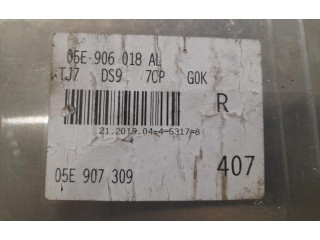 05E 906 018 AL
TJ7 DS9 7CP G0K
R
21.2019.04-4-5317=8
407
05E 907 309